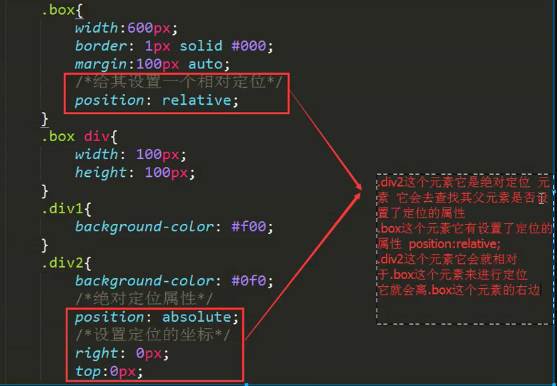 .box{
width:600px;
border: 1px solid #000;
margin:100px auto;
/*给其设置一个相对定位*/
position: relative;
}
.box div{
width: 100px;
height: 100px;
}
.div1{
background-color: #f00;
}
.div2{
background-color: #0f0;
/*绝对定位属性*/
position: absolute;
/*设置定位的坐标*/
right: 0px;
top:0px;
.div2这个元素它是绝对定位 元
素 它会去查找其父元素是否设
置了定位的属性
.box这个元素它有设置了定位的
属性 position:relative;
.div2这个元素它会就相对
于.box这个元素来进行定位
它就会离.box这个元素的右边